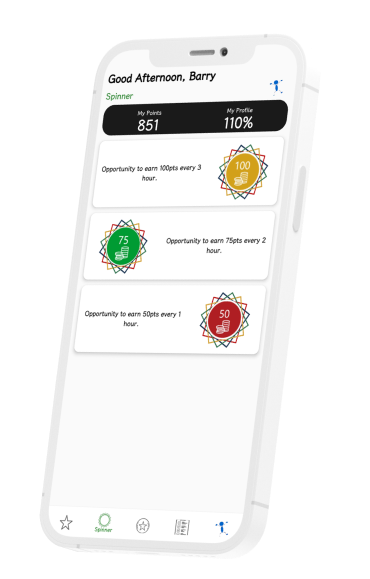 Good Afternoon, Barry
Spinner
My Points
My Profile
851
110%
Opportunity to earn 100pts every 3
hour.
100
75
Opportunity to earn 75pts every 2
hour.
Opportunity to earn 50pts every 1
hour.
50
Spinner